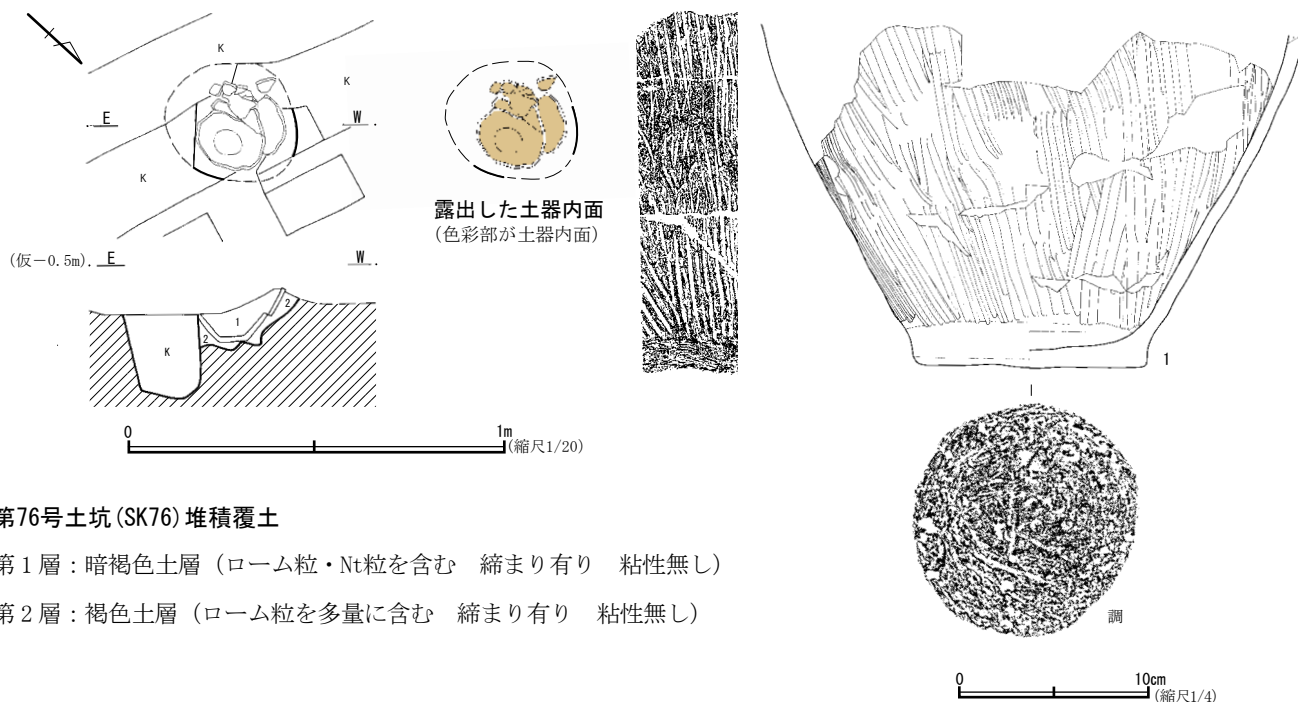 K
K
E
W
K
露出した土器内面
(色彩部が土器内面)
(仮－0.5m).E
W
2
1
2
K
0 1m
(縮尺1/20)
第76号土坑(SK76)堆積覆土
第１層：暗褐色土層（ローム粒・Nt粒を含む　締まり有り　粘性無し）
第２層：褐色土層（ローム粒を多量に含む　締まり有り　粘性無し）
1
調
0 10cm
(縮尺1/4)